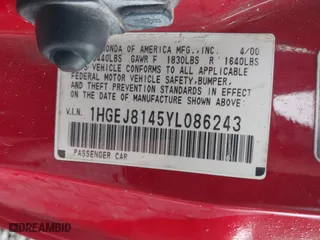 HONDA OF AMERICA MFG., INC. 4/00
GAWR F 1830LBS R 1640LBS
THIS VEHICLE CONFORMS TO ALL APPLICABLE
FEDERAL MOTOR VEHICLE SAFETY, BUMPER,
AND THEFT PREVENTION STANDARDS IN EFFECT
ON THE DATE OF MANUFACTURE SHOWN ABOVE.
V.I.N. 1HGEJ8145YL086243
PASSENGER CAR
DREAMBID